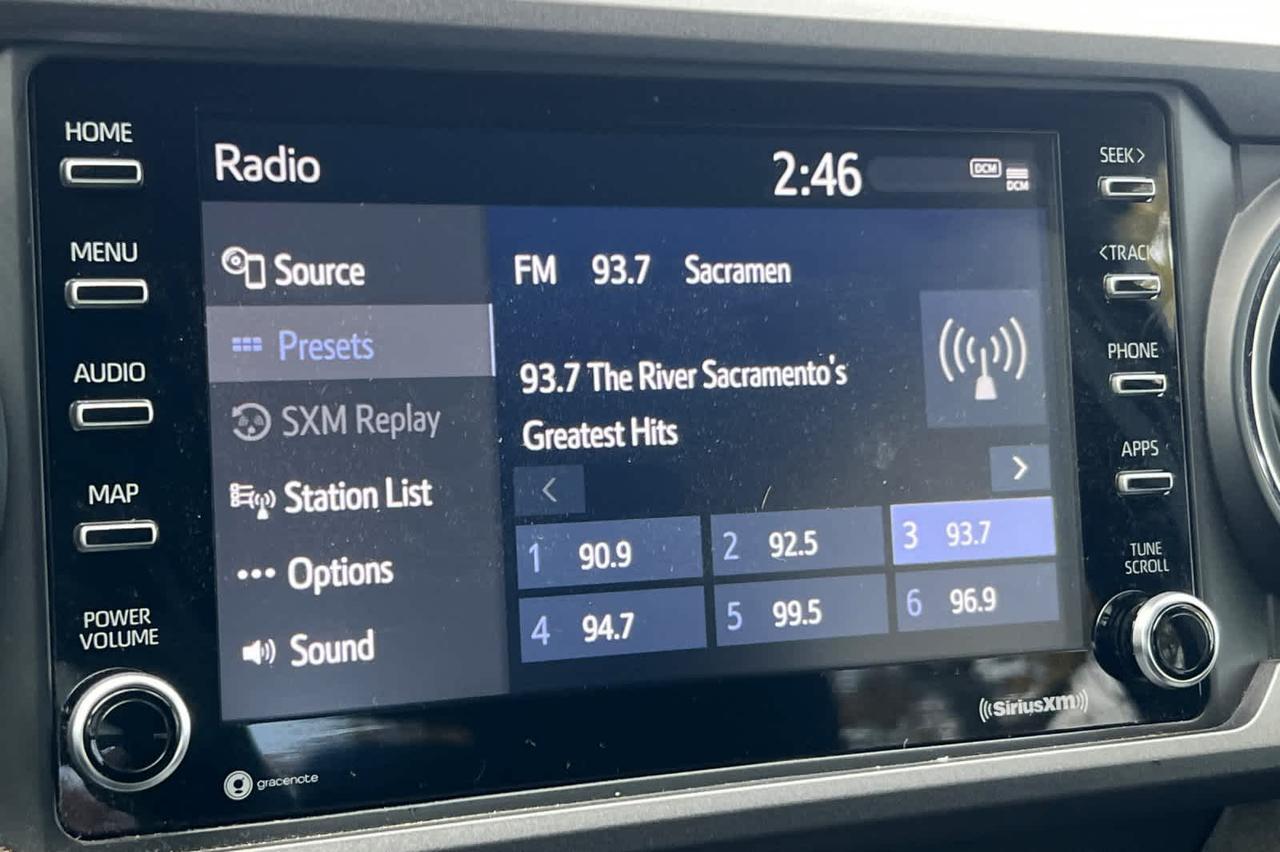 HOME
MENU
AUDIO
MAP
POWER
VOLUME
Radio
2:46
DCM
DCM
Source
Presets
SXM Replay
Station List
••• Options
Sound
FM 93.7 Sacramen
93.7 The River Sacramento's
Greatest Hits
<
>
1 90.9
2 92.5
3 93.7
4 94.7
5 99.5
6 96.9
SEEK>
<TRACK
PHONE
APPS
TUNE
SCROLL
gracenote
((SiriusXM))